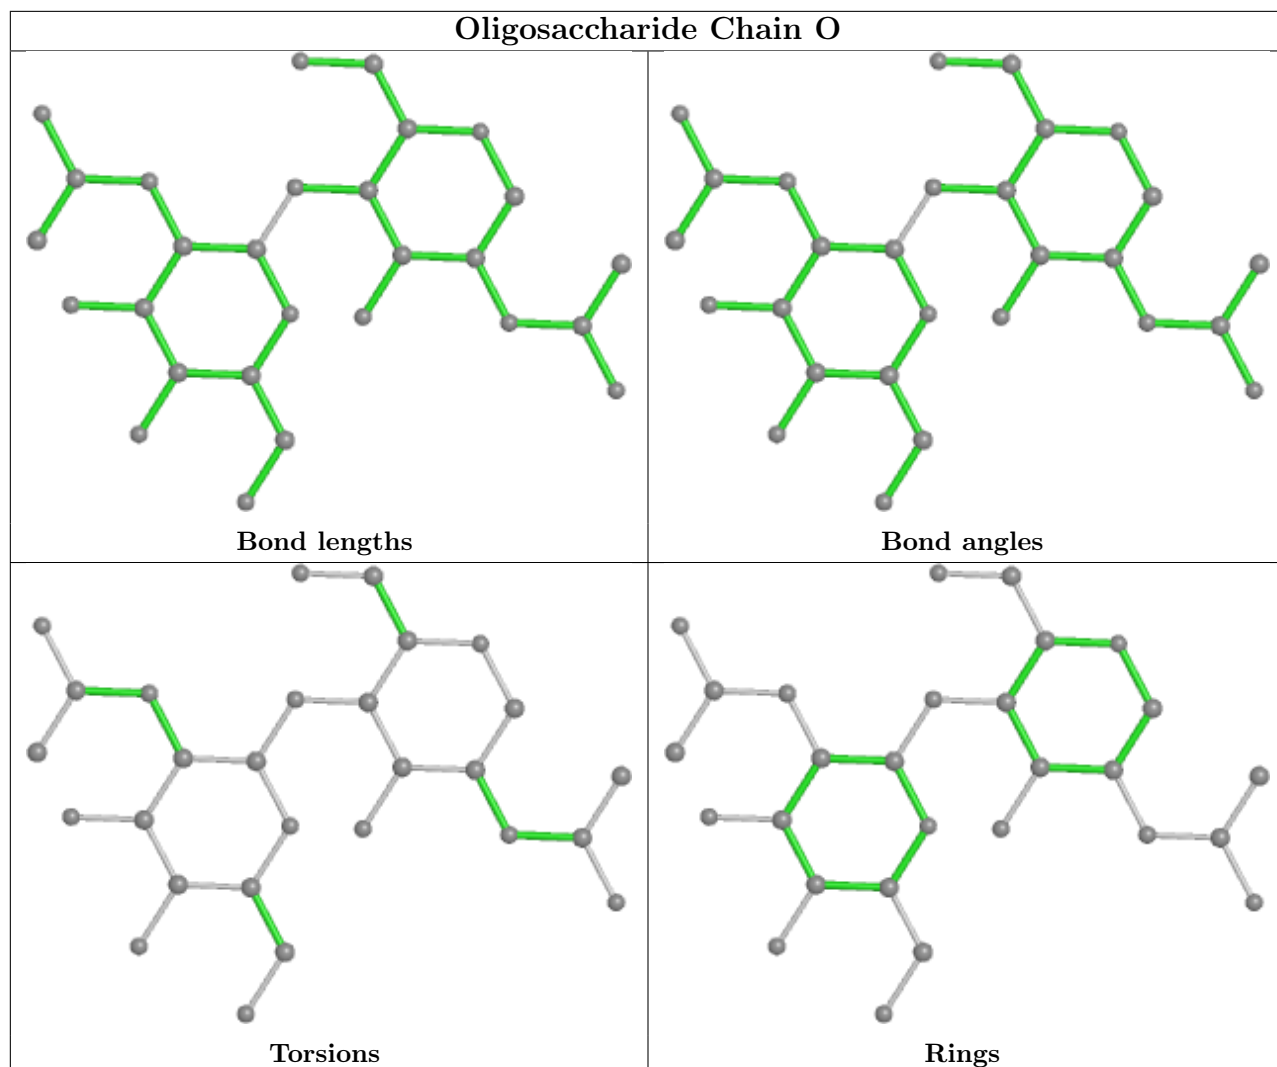 Oligosaccharide Chain O
Bond lengths
Bond angles
Torsions
Rings